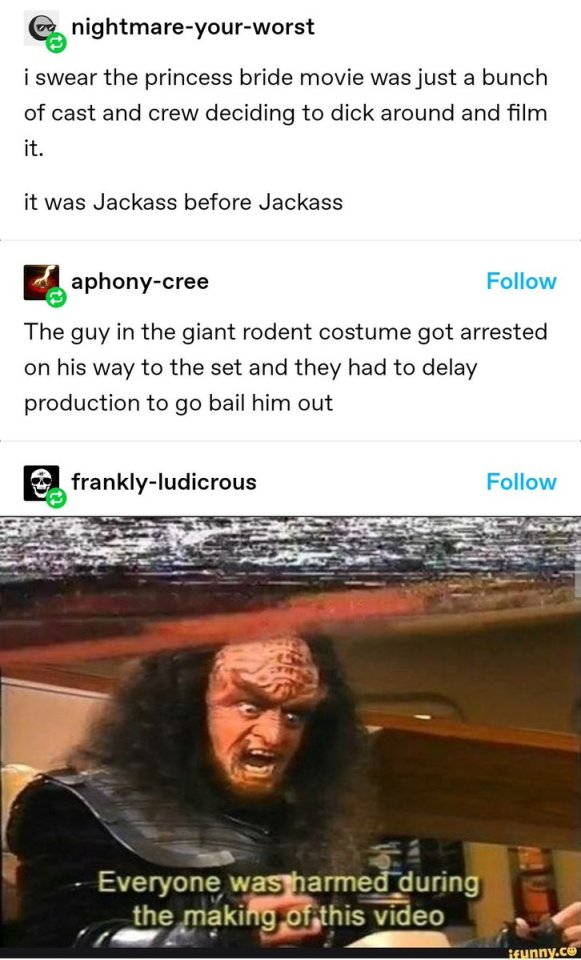 nightmare-your-worst
i swear the princess bride movie was just a bunch
of cast and crew deciding to dick around and film
it.
it was Jackass before Jackass
aphony-cree
Follow
The guy in the giant rodent costume got arrested
on his way to the set and they had to delay
production to go bail him out
frankly-ludicrous
Follow
Everyone was harmed during
the making of this video
ifunny.co